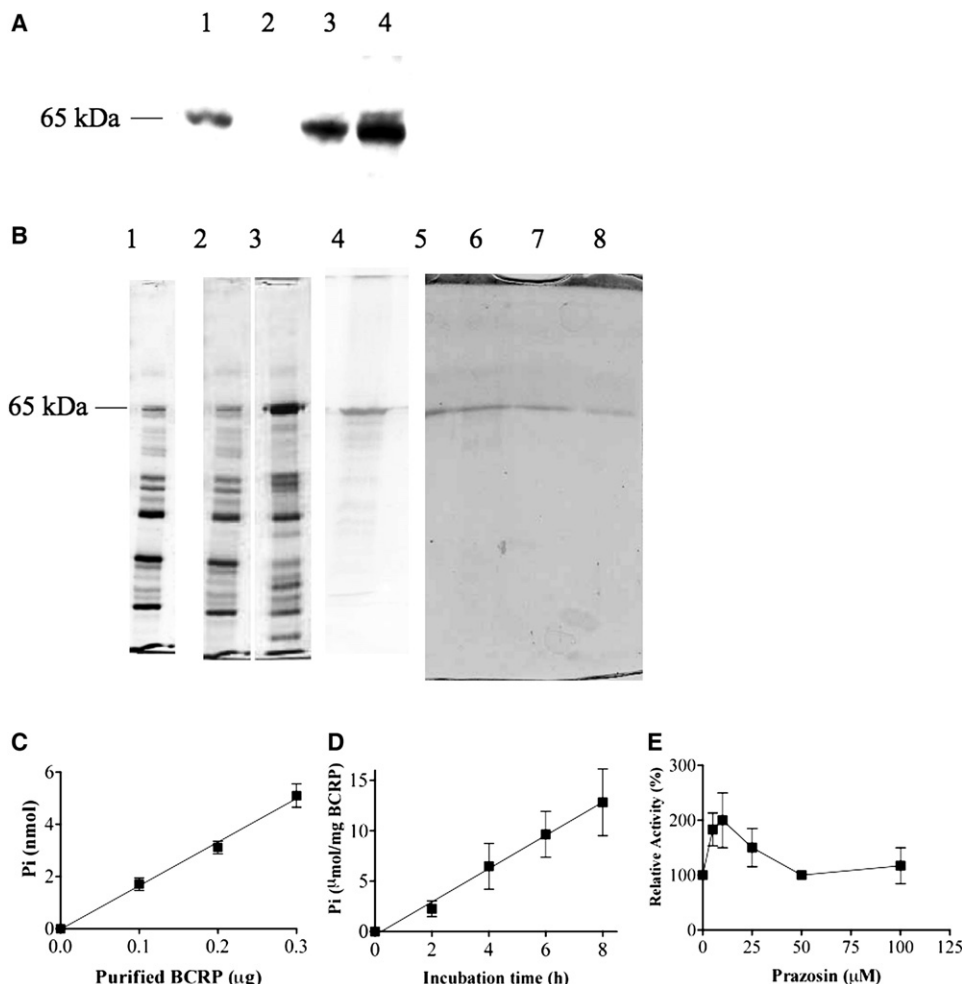 A
1 2 3 4
65 kDa
B
1 2 3 4 5 6 7 8
65 kDa
C
Pi (nmol)
6
4
2
0
0.0 0.1 0.2 0.3
Purified BCRP (μg)
D
Pi (μmol/mg BCRP)
15
10
5
0
0 2 4 6 8
Incubation time (h)
E
Relative Activity (%)
300
200
100
0
0 25 50 75 100 125
Prazosin (μM)